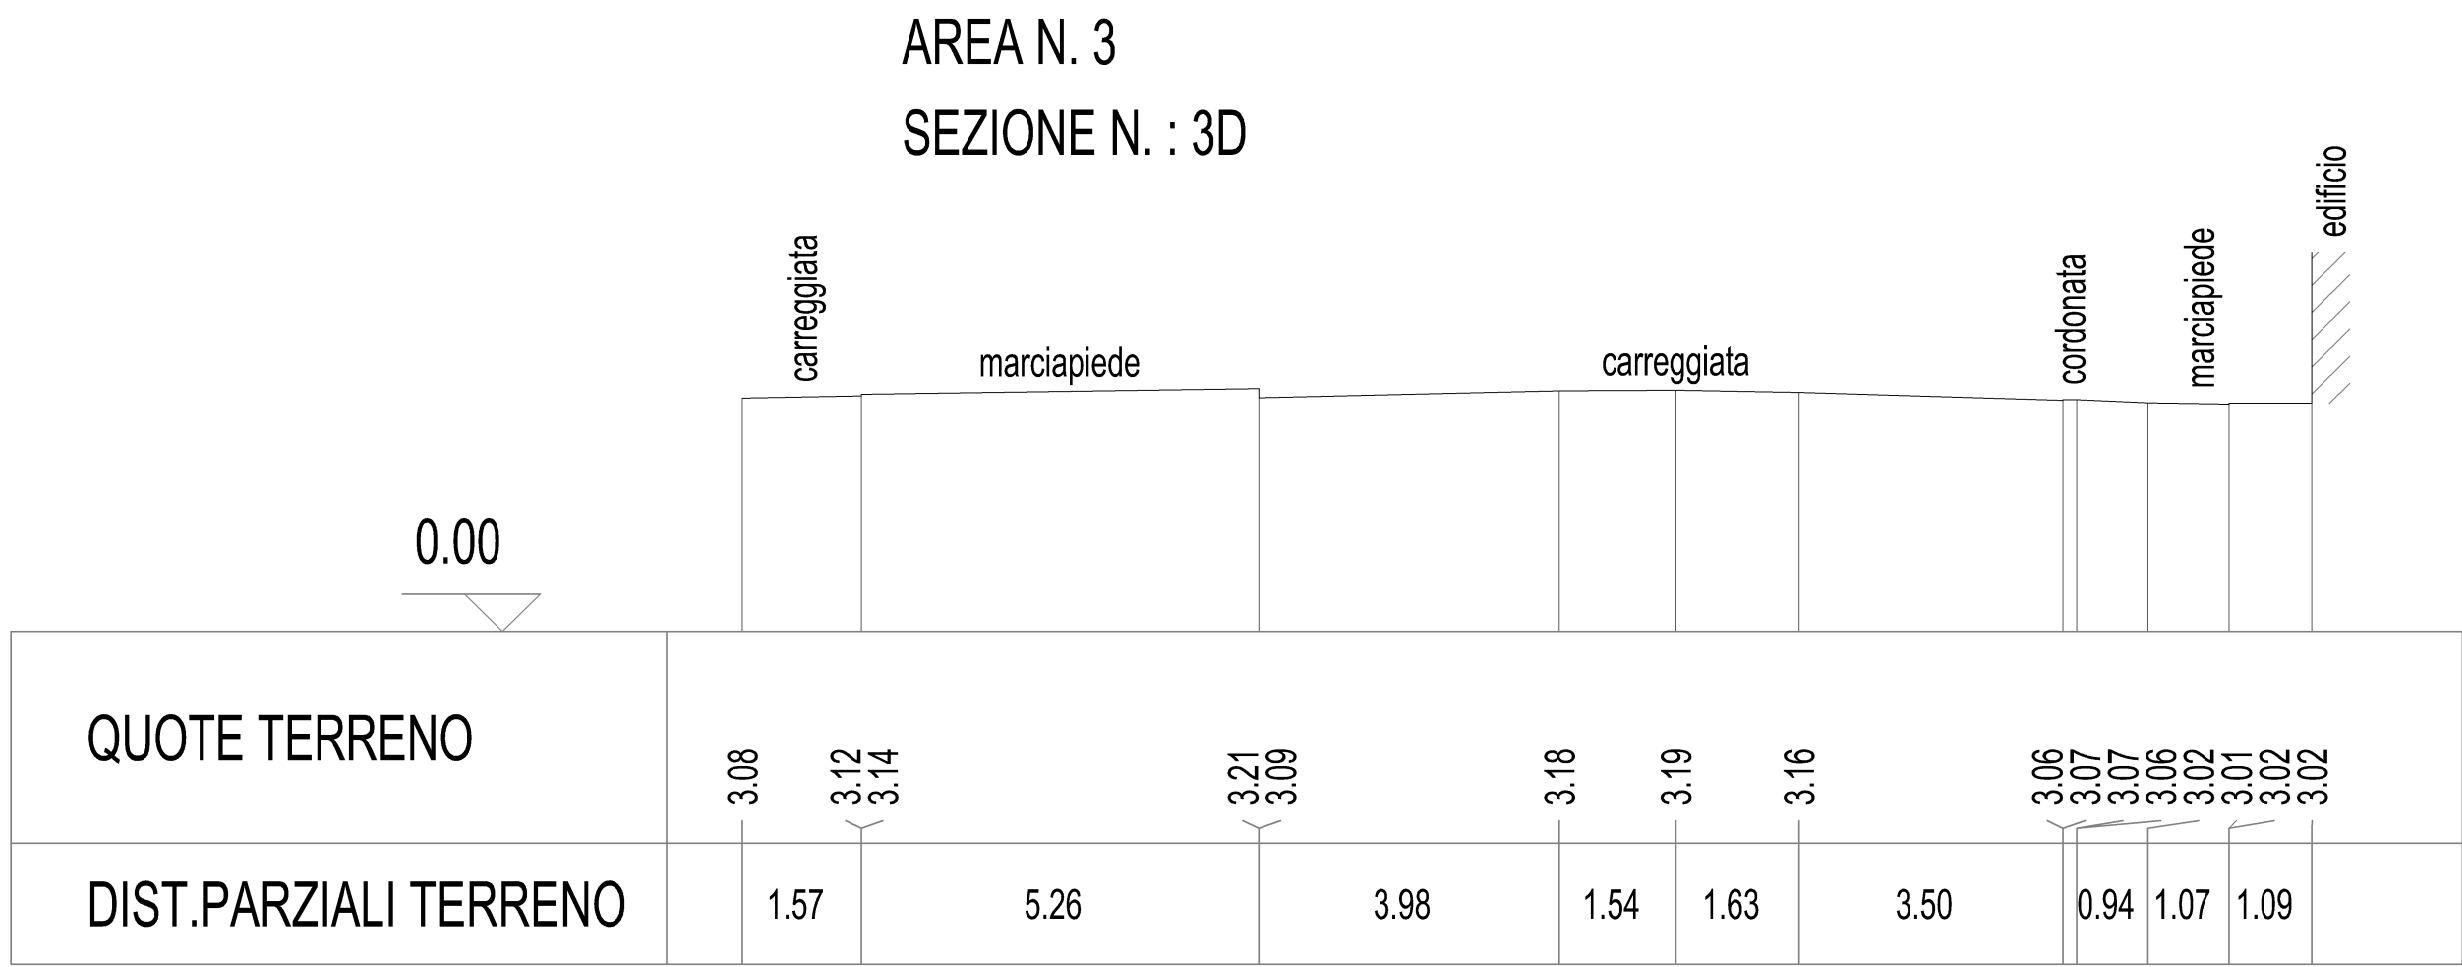 AREA N. 3
SEZIONE N. : 3D
carreggiata
marciapiede
carreggiata
cordonata
marciapiede
edificio
0.00
QUOTE TERRENO
3.08
3.12
3.14
3.21
3.09
3.18
3.19
3.16
3.06
3.07
3.07
3.06
3.02
3.01
3.02
3.02
DIST.PARZIALI TERRENO
1.57
5.26
3.98
1.54
1.63
3.50
0.94
1.07
1.09